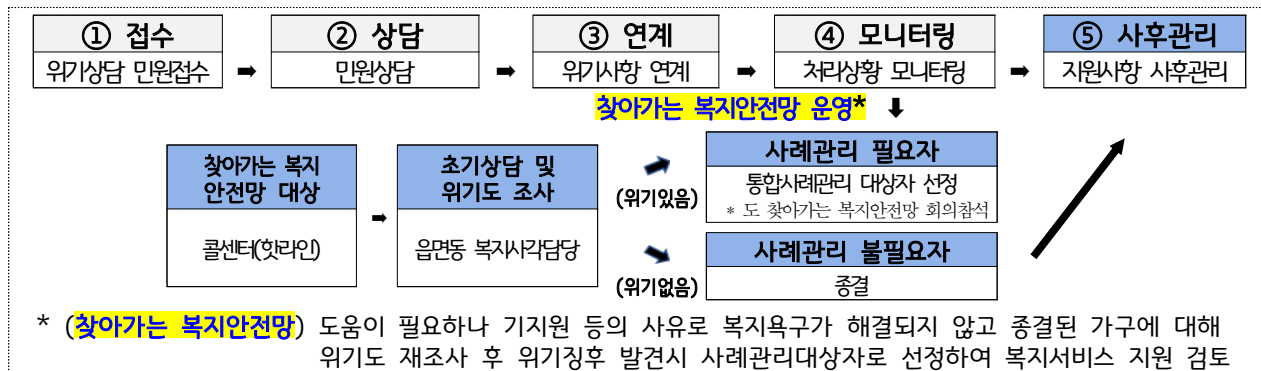 ① 접수
② 상담
③ 연계
④ 모니터링
⑤ 사후관리
위기상담 민원접수
➡
민원상담
➡
위기사항 연계
➡
처리상황 모니터링
➡
지원사항 사후관리
찾아가는 복지안전망 운영*
⬇
찾아가는 복지
안전망 대상
콜센터(핫라인)
➡
초기상담 및
위기도 조사
읍면동 복지사각담당
(위기있음)
사례관리 필요자
통합사례관리 대상자 선정
* 도 찾아가는 복지안전망 회의참석
(위기없음)
사례관리 불필요자
종결
* (찾아가는 복지안전망) 도움이 필요하나 기지원 등의 사유로 복지욕구가 해결되지 않고 종결된 가구에 대해
위기도 재조사 후 위기징후 발견시 사례관리대상자로 선정하여 복지서비스 지원 검토